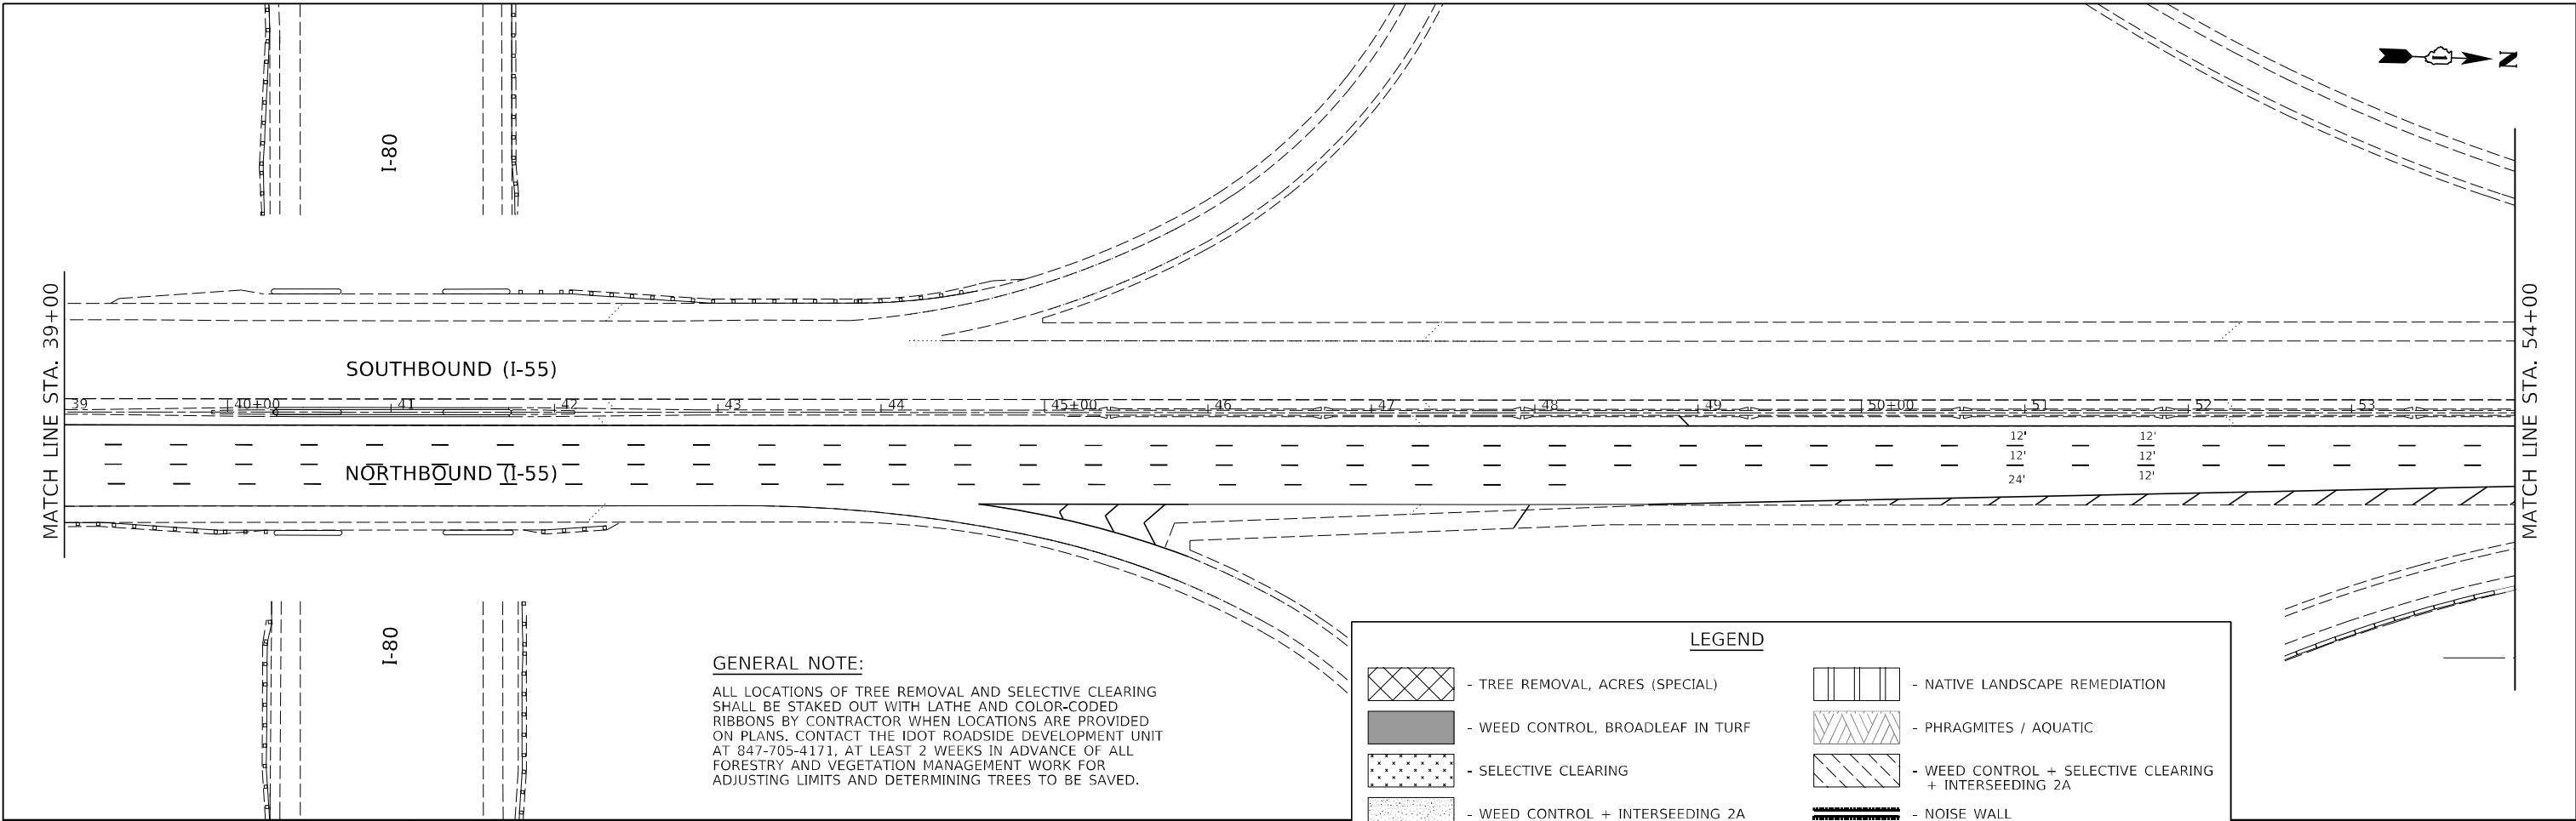 I-80
N
MATCH LINE STA. 39+00
MATCH LINE STA. 54+00
SOUTHBOUND (I-55)
39 40+00 41 42 43 44 45+00 46 47 48 49 50+00 51 52 53
12' 12'
12' 12'
24' 12'
NORTHBOUND (I-55)
I-80
GENERAL NOTE:
ALL LOCATIONS OF TREE REMOVAL AND SELECTIVE CLEARING
SHALL BE STAKED OUT WITH LATHE AND COLOR-CODED
RIBBONS BY CONTRACTOR WHEN LOCATIONS ARE PROVIDED
ON PLANS. CONTACT THE IDOT ROADSIDE DEVELOPMENT UNIT
AT 847-705-4171, AT LEAST 2 WEEKS IN ADVANCE OF ALL
FORESTRY AND VEGETATION MANAGEMENT WORK FOR
ADJUSTING LIMITS AND DETERMINING TREES TO BE SAVED.
LEGEND
- TREE REMOVAL, ACRES (SPECIAL)
- WEED CONTROL, BROADLEAF IN TURF
- SELECTIVE CLEARING
- WEED CONTROL + INTERSEEDING 2A
- NATIVE LANDSCAPE REMEDIATION
- PHRAGMITES / AQUATIC
- WEED CONTROL + SELECTIVE CLEARING
+ INTERSEEDING 2A
- NOISE WALL